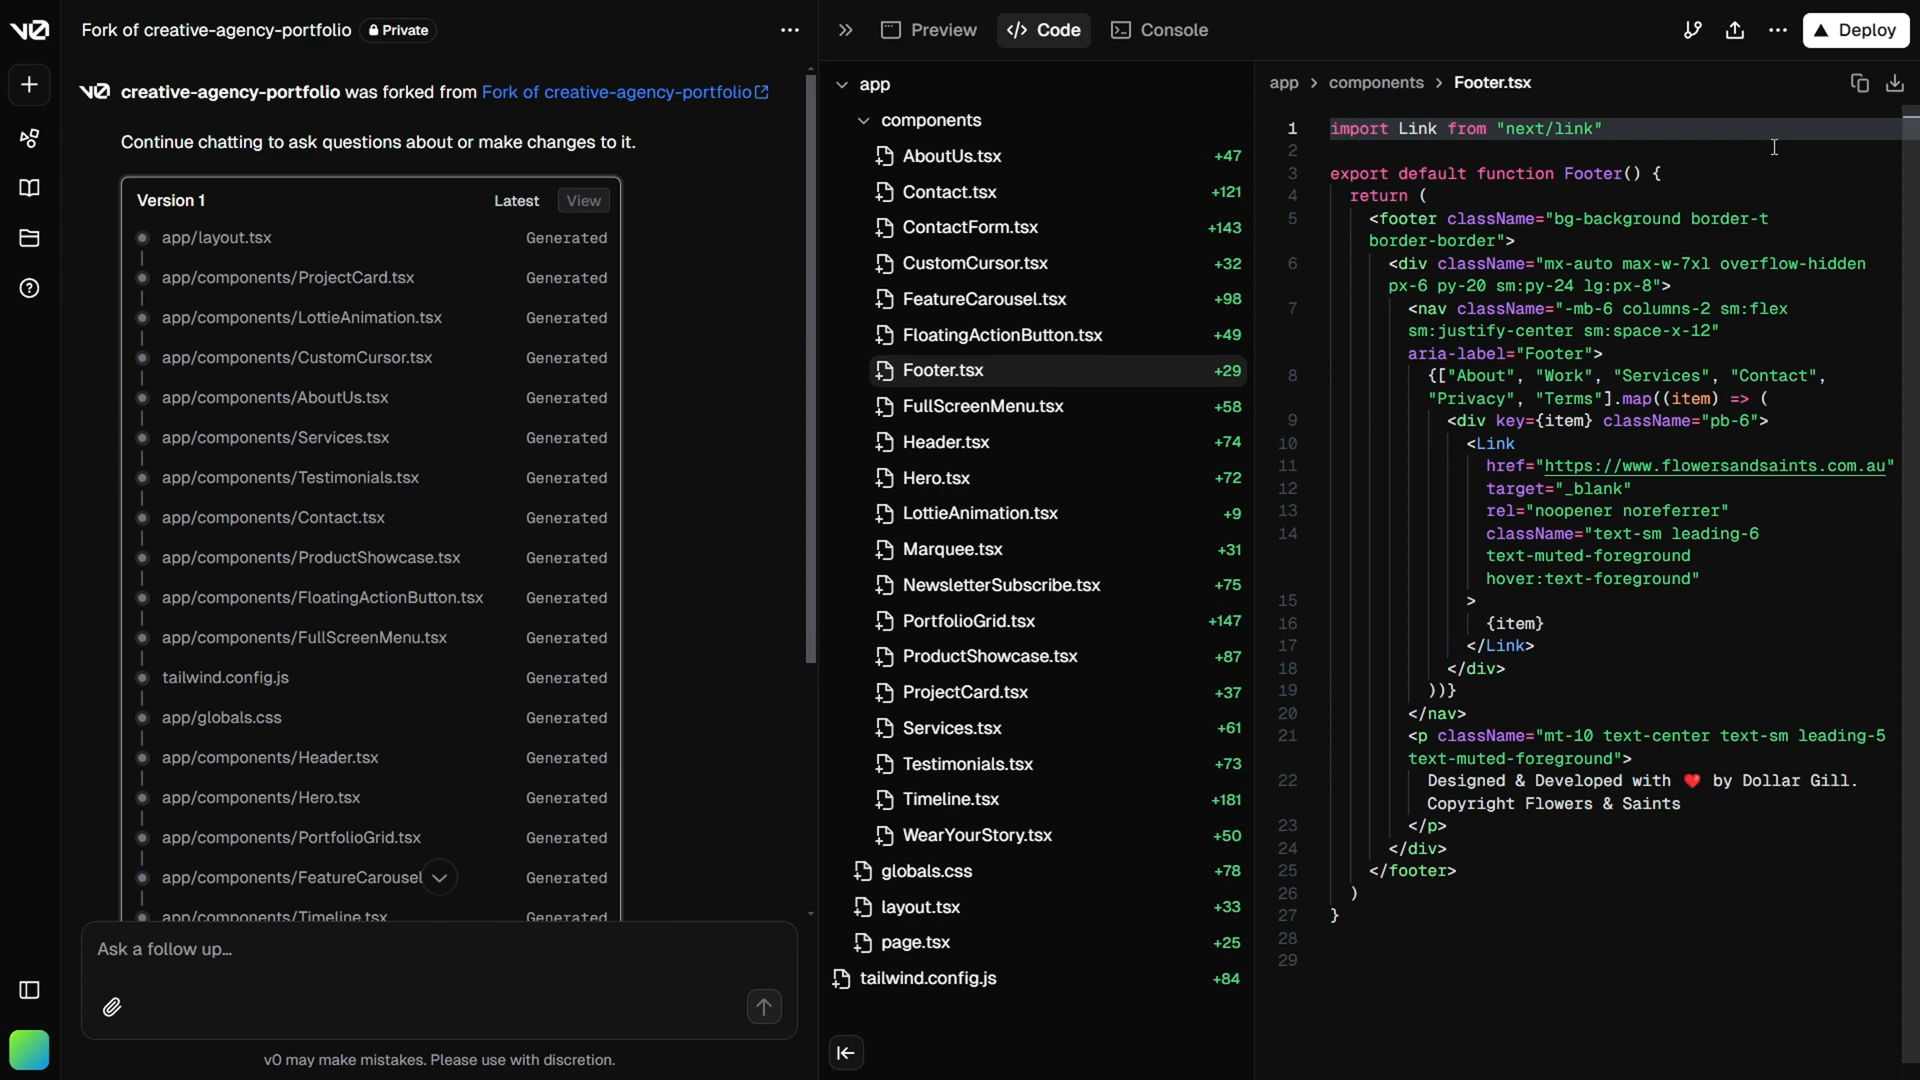 v0
Fork of creative-agency-portfolio
Private
creative-agency-portfolio was forked from Fork of creative-agency-portfolio
Continue chatting to ask questions about or make changes to it.
Version 1
Latest
View
app/layout.tsx Generated
app/components/ProjectCard.tsx Generated
app/components/LottieAnimation.tsx Generated
app/components/CustomCursor.tsx Generated
app/components/AboutUs.tsx Generated
app/components/Services.tsx Generated
app/components/Testimonials.tsx Generated
app/components/Contact.tsx Generated
app/components/ProductShowcase.tsx Generated
app/components/FloatingActionButton.tsx Generated
app/components/FullScreenMenu.tsx Generated
tailwind.config.js Generated
app/globals.css Generated
app/components/Header.tsx Generated
app/components/Hero.tsx Generated
app/components/PortfolioGrid.tsx Generated
app/components/FeatureCarousel Generated
app/components/Timeline.tsx Generated
Ask a follow up...
v0 may make mistakes. Please use with discretion.
Preview
Code
Console
Deploy
app
components
AboutUs.tsx +47
Contact.tsx +121
ContactForm.tsx +143
CustomCursor.tsx +32
FeatureCarousel.tsx +98
FloatingActionButton.tsx +49
Footer.tsx +29
FullScreenMenu.tsx +58
Header.tsx +74
Hero.tsx +72
LottieAnimation.tsx +9
Marquee.tsx +31
NewsletterSubscribe.tsx +75
PortfolioGrid.tsx +147
ProductShowcase.tsx +87
ProjectCard.tsx +37
Services.tsx +61
Testimonials.tsx +73
Timeline.tsx +181
WearYourStory.tsx +50
globals.css +78
layout.tsx +33
page.tsx +25
tailwind.config.js +84
app > components > Footer.tsx
1 import Link from "next/link"
2
3 export default function Footer() {
4 return (
5 <footer className="bg-background border-t
border-border">
6 <div className="mx-auto max-w-7xl overflow-hidden
px-6 py-20 sm:py-24 lg:px-8">
7 <nav className="-mb-6 columns-2 sm:flex
sm:justify-center sm:space-x-12"
aria-label="Footer">
8 {["About", "Work", "Services", "Contact",
"Privacy", "Terms"].map((item) => (
9 <div key={item} className="pb-6">
10 <Link
11 href="https://www.flowersandsaints.com.au"
12 target="_blank"
13 rel="noopener noreferrer"
14 className="text-sm leading-6
text-muted-foreground
hover:text-foreground"
15 >
16 {item}
17 </Link>
18 </div>
19 ))}
20 </nav>
21 <p className="mt-10 text-center text-sm leading-5
text-muted-foreground">
22 Designed & Developed with ❤️ by Dollar Gill.
Copyright Flowers & Saints
23 </p>
24 </div>
25 </footer>
26 )
27 }
28
29